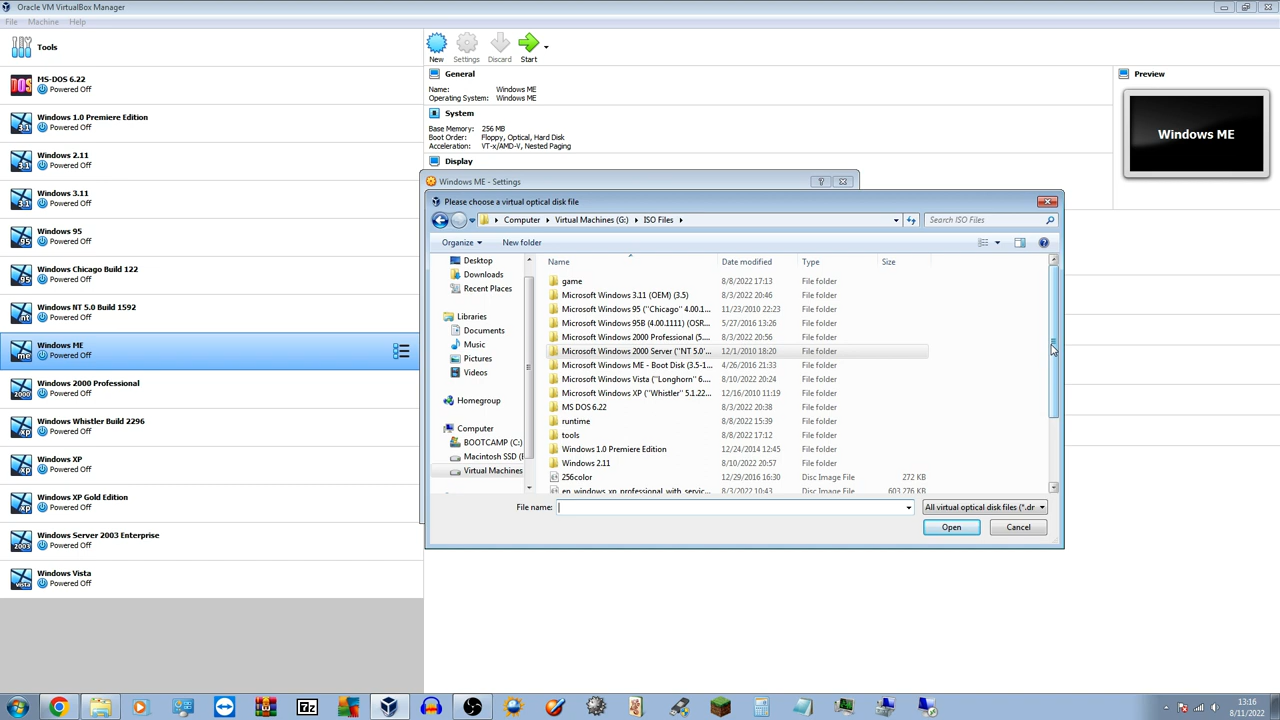 Oracle VM VirtualBox Manager
File Machine Help
Tools
New Settings Discard Start
MS-DOS 6.22
Powered Off
Windows 1.0 Premiere Edition
Powered Off
Windows 2.11
Powered Off
Windows 3.11
Powered Off
Windows 95
Powered Off
Windows Chicago Build 122
Powered Off
Windows NT 5.0 Build 1592
Powered Off
Windows ME
Powered Off
Windows 2000 Professional
Powered Off
Windows Whistler Build 2296
Powered Off
Windows XP
Powered Off
Windows XP Gold Edition
Powered Off
Windows Server 2003 Enterprise
Powered Off
Windows Vista
Powered Off
General
Name: Windows ME
Operating System: Windows ME
System
Base Memory: 256 MB
Boot Order: Floppy, Optical, Hard Disk
Acceleration: VT-x/AMD-V, Nested Paging
Display
Preview
Windows ME
Windows ME - Settings
Please choose a virtual optical disk file
Computer Virtual Machines (G:) ISO Files
Search ISO Files
Organize New folder
Desktop
Downloads
Recent Places
Libraries
Documents
Music
Pictures
Videos
Homegroup
Computer
BOOTCAMP (C:)
Macintosh SSD (
Virtual Machines
Name Date modified Type Size
game 8/8/2022 17:13 File folder
Microsoft Windows 3.11 (OEM) (3.5) 8/3/2022 20:46 File folder
Microsoft Windows 95 ("Chicago" 4.00.1... 11/23/2010 22:23 File folder
Microsoft Windows 95B (4.00.1111) (OSR... 5/27/2016 13:26 File folder
Microsoft Windows 2000 Professional (5.... 8/3/2022 20:56 File folder
Microsoft Windows 2000 Server ("NT 5.0"... 12/1/2010 18:20 File folder
Microsoft Windows ME - Boot Disk (3.5-1... 4/26/2016 21:33 File folder
Microsoft Windows Vista ("Longhorn" 6.... 8/10/2022 20:24 File folder
Microsoft Windows XP ("Whistler" 5.1.22... 12/16/2010 11:19 File folder
MS DOS 6.22 8/3/2022 20:38 File folder
runtime 8/8/2022 15:39 File folder
tools 8/8/2022 17:12 File folder
Windows 1.0 Premiere Edition 12/24/2014 12:45 File folder
Windows 2.11 8/10/2022 20:57 File folder
256color 12/29/2016 16:30 Disc Image File 272 KB
en_windows_xp_professional_with_servic... 8/3/2022 10:43 Disc Image File 603,276 KB
File name: All virtual optical disk files (*.dr
Open Cancel
13:16
8/11/2022